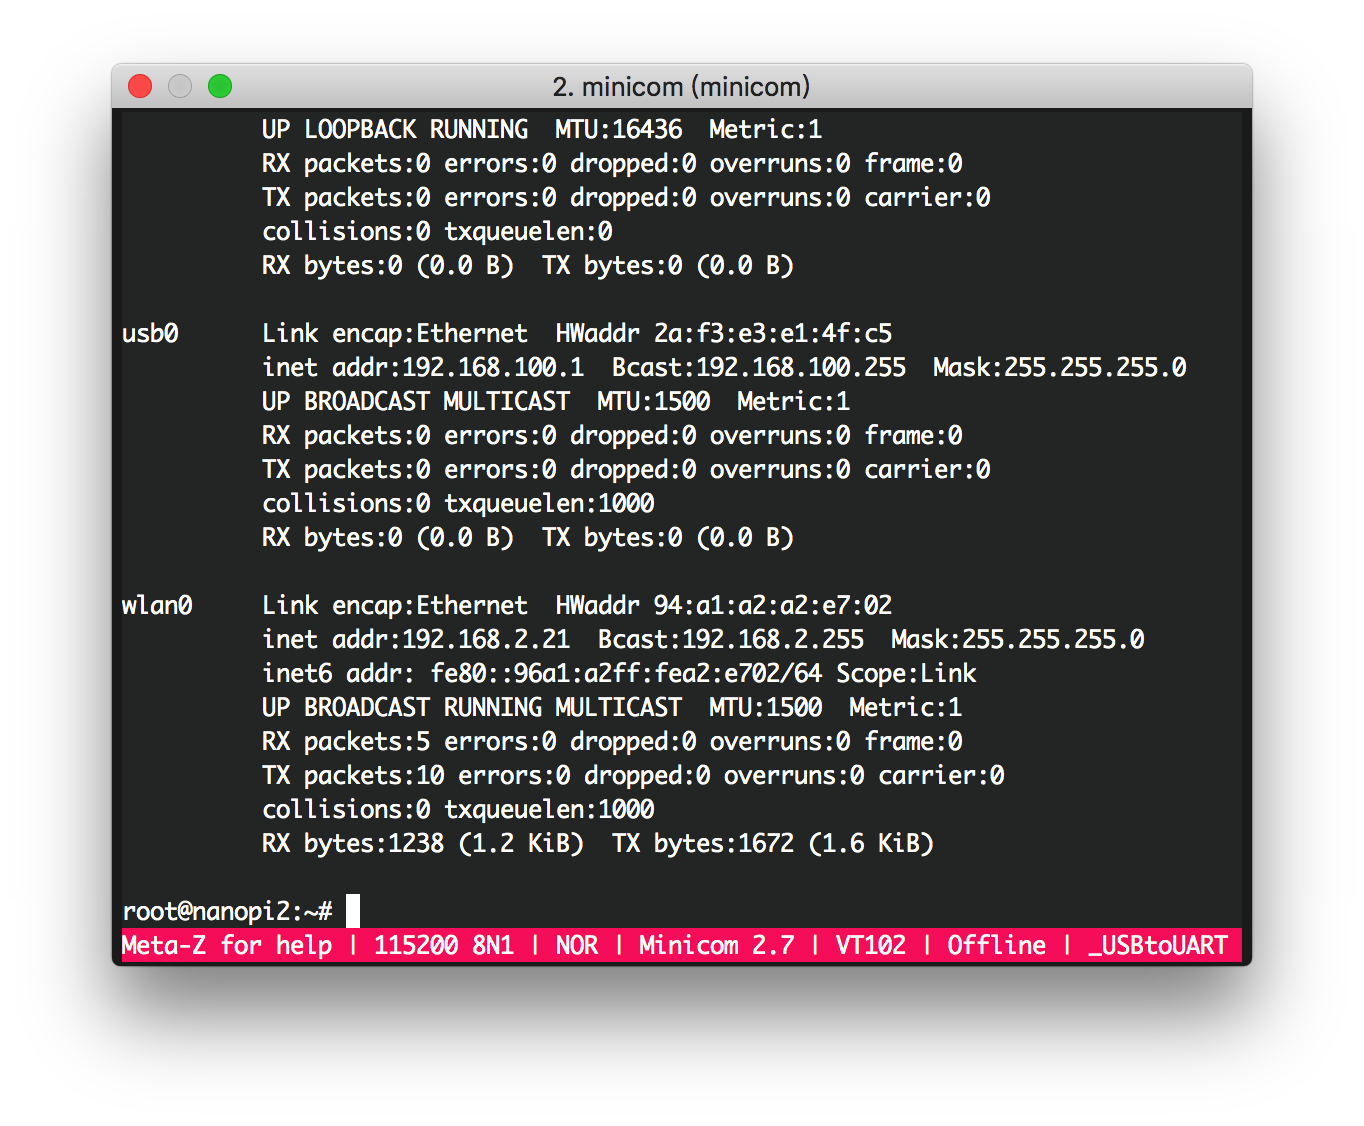 2. minicom (minicom)
UP LOOPBACK RUNNING  MTU:16436  Metric:1
RX packets:0 errors:0 dropped:0 overruns:0 frame:0
TX packets:0 errors:0 dropped:0 overruns:0 carrier:0
collisions:0 txqueuelen:0
RX bytes:0 (0.0 B)  TX bytes:0 (0.0 B)

usb0      Link encap:Ethernet  HWaddr 2a:f3:e3:e1:4f:c5
          inet addr:192.168.100.1  Bcast:192.168.100.255  Mask:255.255.255.0
          UP BROADCAST MULTICAST  MTU:1500  Metric:1
          RX packets:0 errors:0 dropped:0 overruns:0 frame:0
          TX packets:0 errors:0 dropped:0 overruns:0 carrier:0
          collisions:0 txqueuelen:1000
          RX bytes:0 (0.0 B)  TX bytes:0 (0.0 B)

wlan0     Link encap:Ethernet  HWaddr 94:a1:a2:a2:e7:02
          inet addr:192.168.2.21  Bcast:192.168.2.255  Mask:255.255.255.0
          inet6 addr: fe80::96a1:a2ff:fea2:e702/64 Scope:Link
          UP BROADCAST RUNNING MULTICAST  MTU:1500  Metric:1
          RX packets:5 errors:0 dropped:0 overruns:0 frame:0
          TX packets:10 errors:0 dropped:0 overruns:0 carrier:0
          collisions:0 txqueuelen:1000
          RX bytes:1238 (1.2 KiB)  TX bytes:1672 (1.6 KiB)

root@nanopi2:~#
Meta-Z for help | 115200 8N1 | NOR | Minicom 2.7 | VT102 | Offline | _USBtoUART